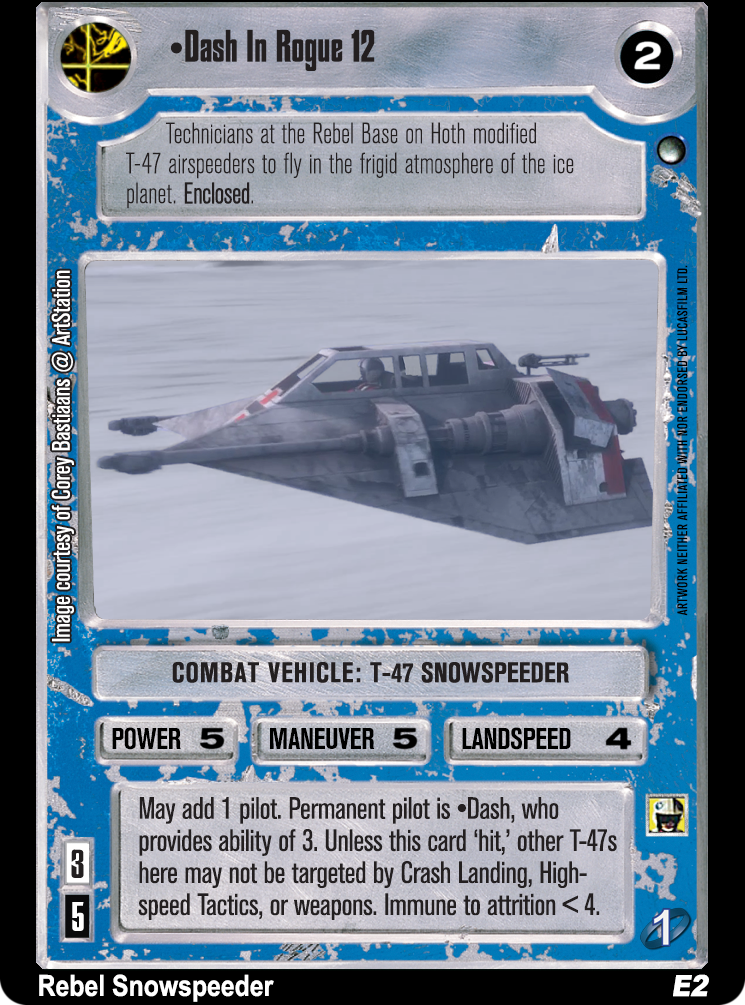 •Dash In Rogue 12
2
Technicians at the Rebel Base on Hoth modified
T-47 airspeeders to fly in the frigid atmosphere of the ice
planet. Enclosed.
Image courtesy of Corey Bastiaans @ ArtStation
ARTWORK NEITHER AFFILIATED WITH NOR ENDORSED BY LUCASFILM LTD.
COMBAT VEHICLE: T-47 SNOWSPEEDER
POWER 5 MANEUVER 5 LANDSPEED 4
May add 1 pilot. Permanent pilot is •Dash, who
provides ability of 3. Unless this card ‘hit,’ other T-47s
here may not be targeted by Crash Landing, High-
speed Tactics, or weapons. Immune to attrition < 4.
3
5
1
Rebel Snowspeeder E2